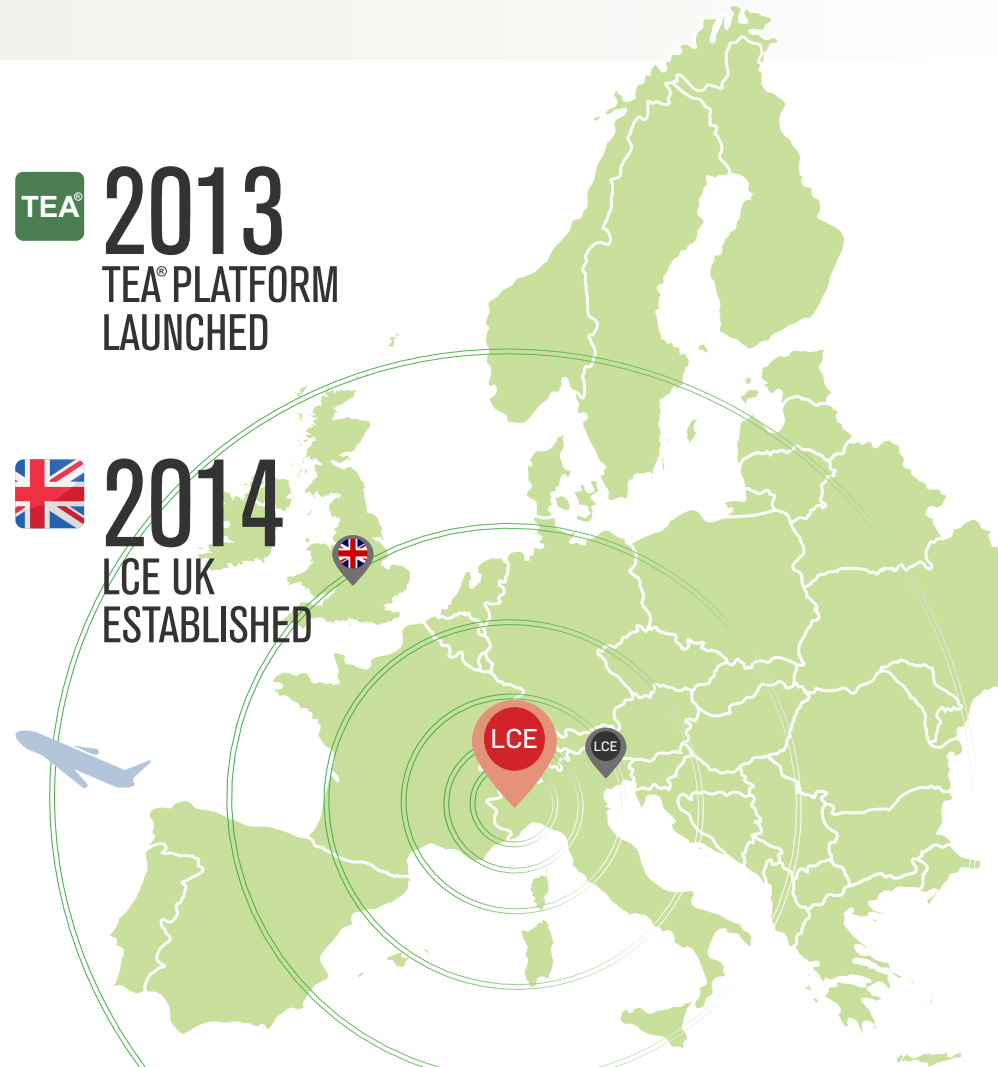 TEA®
2013
TEA® PLATFORM
LAUNCHED
2014
LCE UK
ESTABLISHED
LCE
LCE